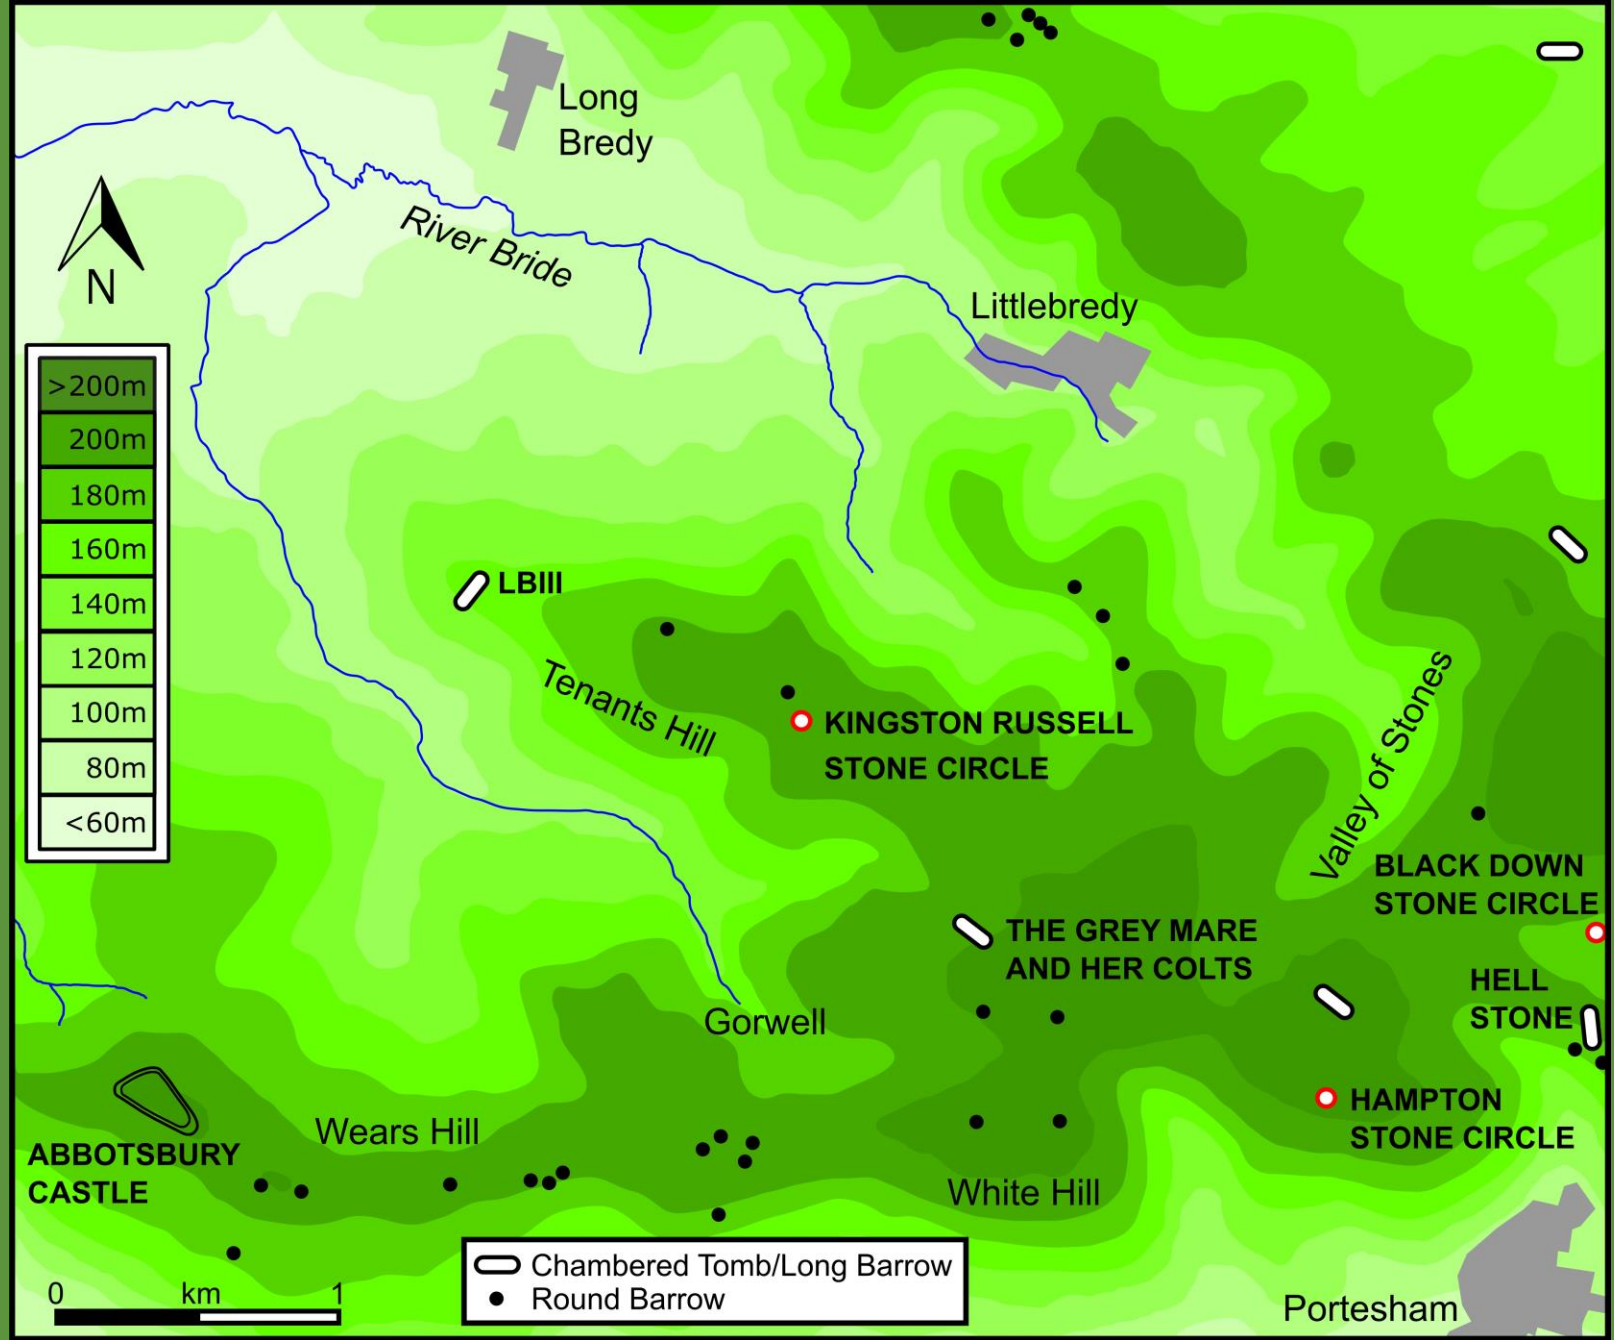 Long
Bredy
River Bride
N
Littlebredy
>200m
200m
180m
160m
140m
120m
100m
80m
<60m
LBIII
Tenants Hill
KINGSTON RUSSELL
STONE CIRCLE
Valley of Stones
BLACK DOWN
STONE CIRCLE
THE GREY MARE
AND HER COLTS
HELL
STONE
Gorwell
HAMPTON
STONE CIRCLE
Wears Hill
ABBOTSBURY
CASTLE
White Hill
Chambered Tomb/Long Barrow
Round Barrow
0 km 1
Portesham